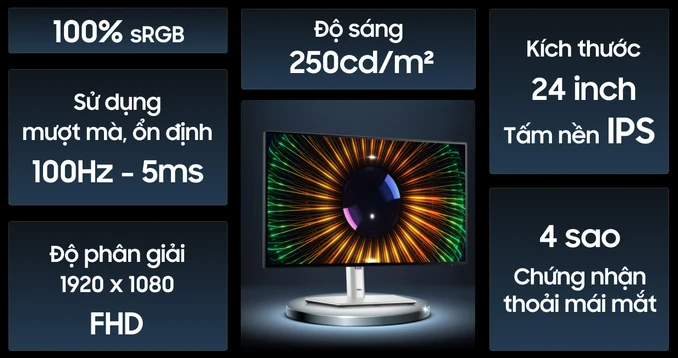 100% sRGB
Sử dụng
mượt mà, ổn định
100Hz - 5ms
Độ phân giải
1920 x 1080
FHD
Độ sáng
250cd/m²
Kích thước
24 inch
Tấm nền IPS
4 sao
Chứng nhận
thoải mái mắt